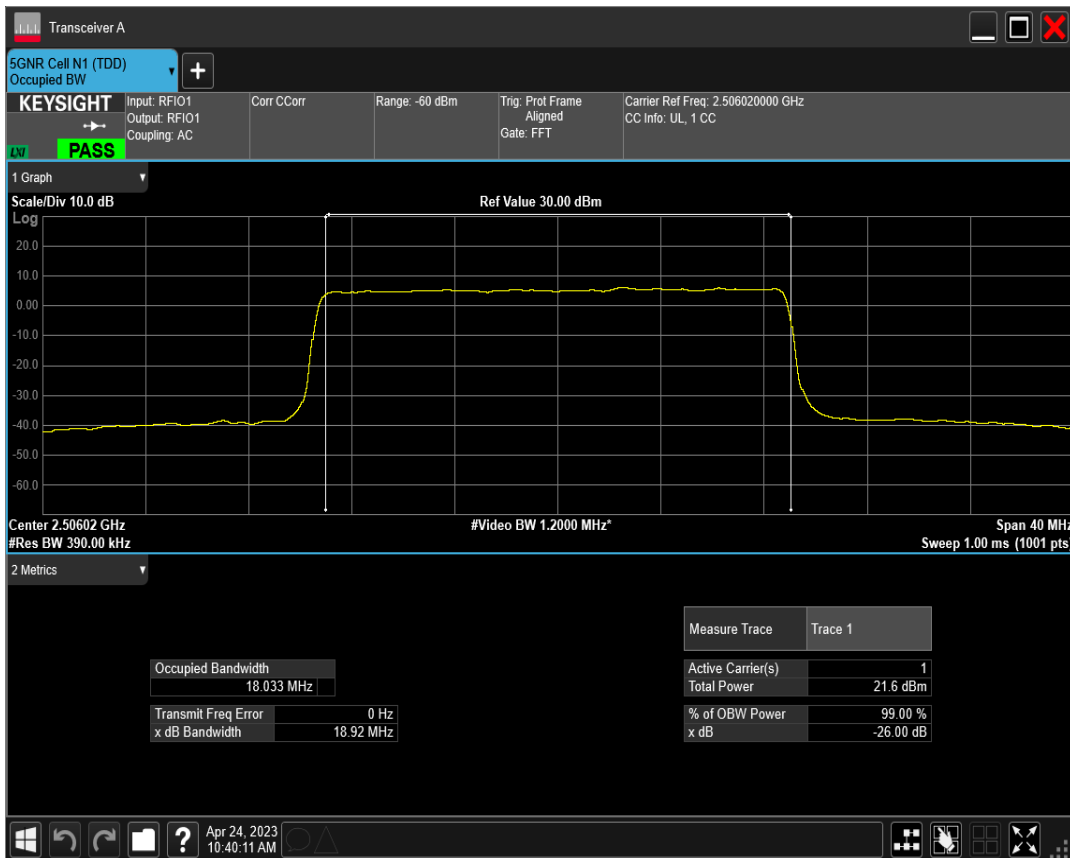 Transceiver A
5GNR Cell N1 (TDD)
Occupied BW
+
KEYSIGHT
LXI
PASS
Input: RFIO1
Output: RFIO1
Coupling: AC
Corr CCorr
Range: -60 dBm
Trig: Prot Frame
Aligned
Gate: FFT
Carrier Ref Freq: 2.506020000 GHz
CC Info: UL, 1 CC
1 Graph
Scale/Div 10.0 dB
Ref Value 30.00 dBm
Log
20.0
10.0
0.00
-10.0
-20.0
-30.0
-40.0
-50.0
-60.0
Center 2.50602 GHz
#Video BW 1.2000 MHz*
Span 40 MHz
#Res BW 390.00 kHz
Sweep 1.00 ms (1001 pts)
2 Metrics
Measure Trace Trace 1
Occupied Bandwidth
18.033 MHz
Active Carrier(s) 1
Total Power 21.6 dBm
Transmit Freq Error 0 Hz
x dB Bandwidth 18.92 MHz
% of OBW Power 99.00 %
x dB -26.00 dB
?
Apr 24, 2023
10:40:11 AM